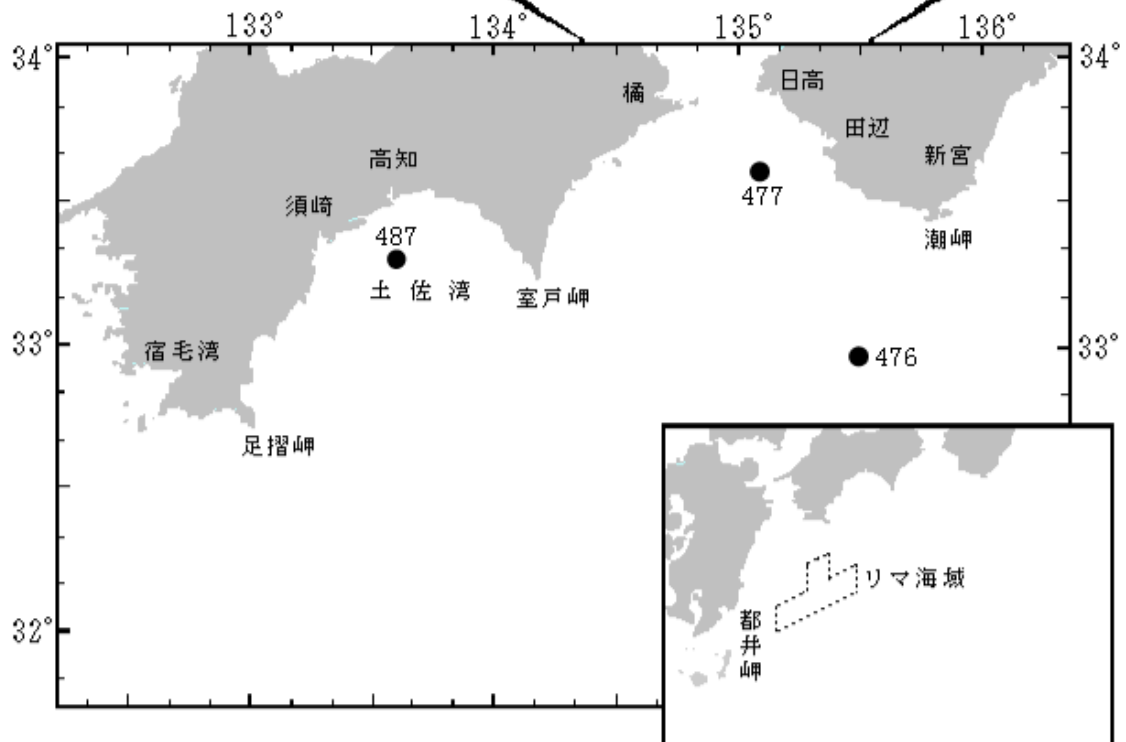 133° 134° 135° 136°
34° 34°
橘 日高
田辺
高知 新宮
須崎 477
487 潮岬
土佐湾 室戸岬
33° 33°
宿毛湾 476
足摺岬
リマ海域
都井岬
32°